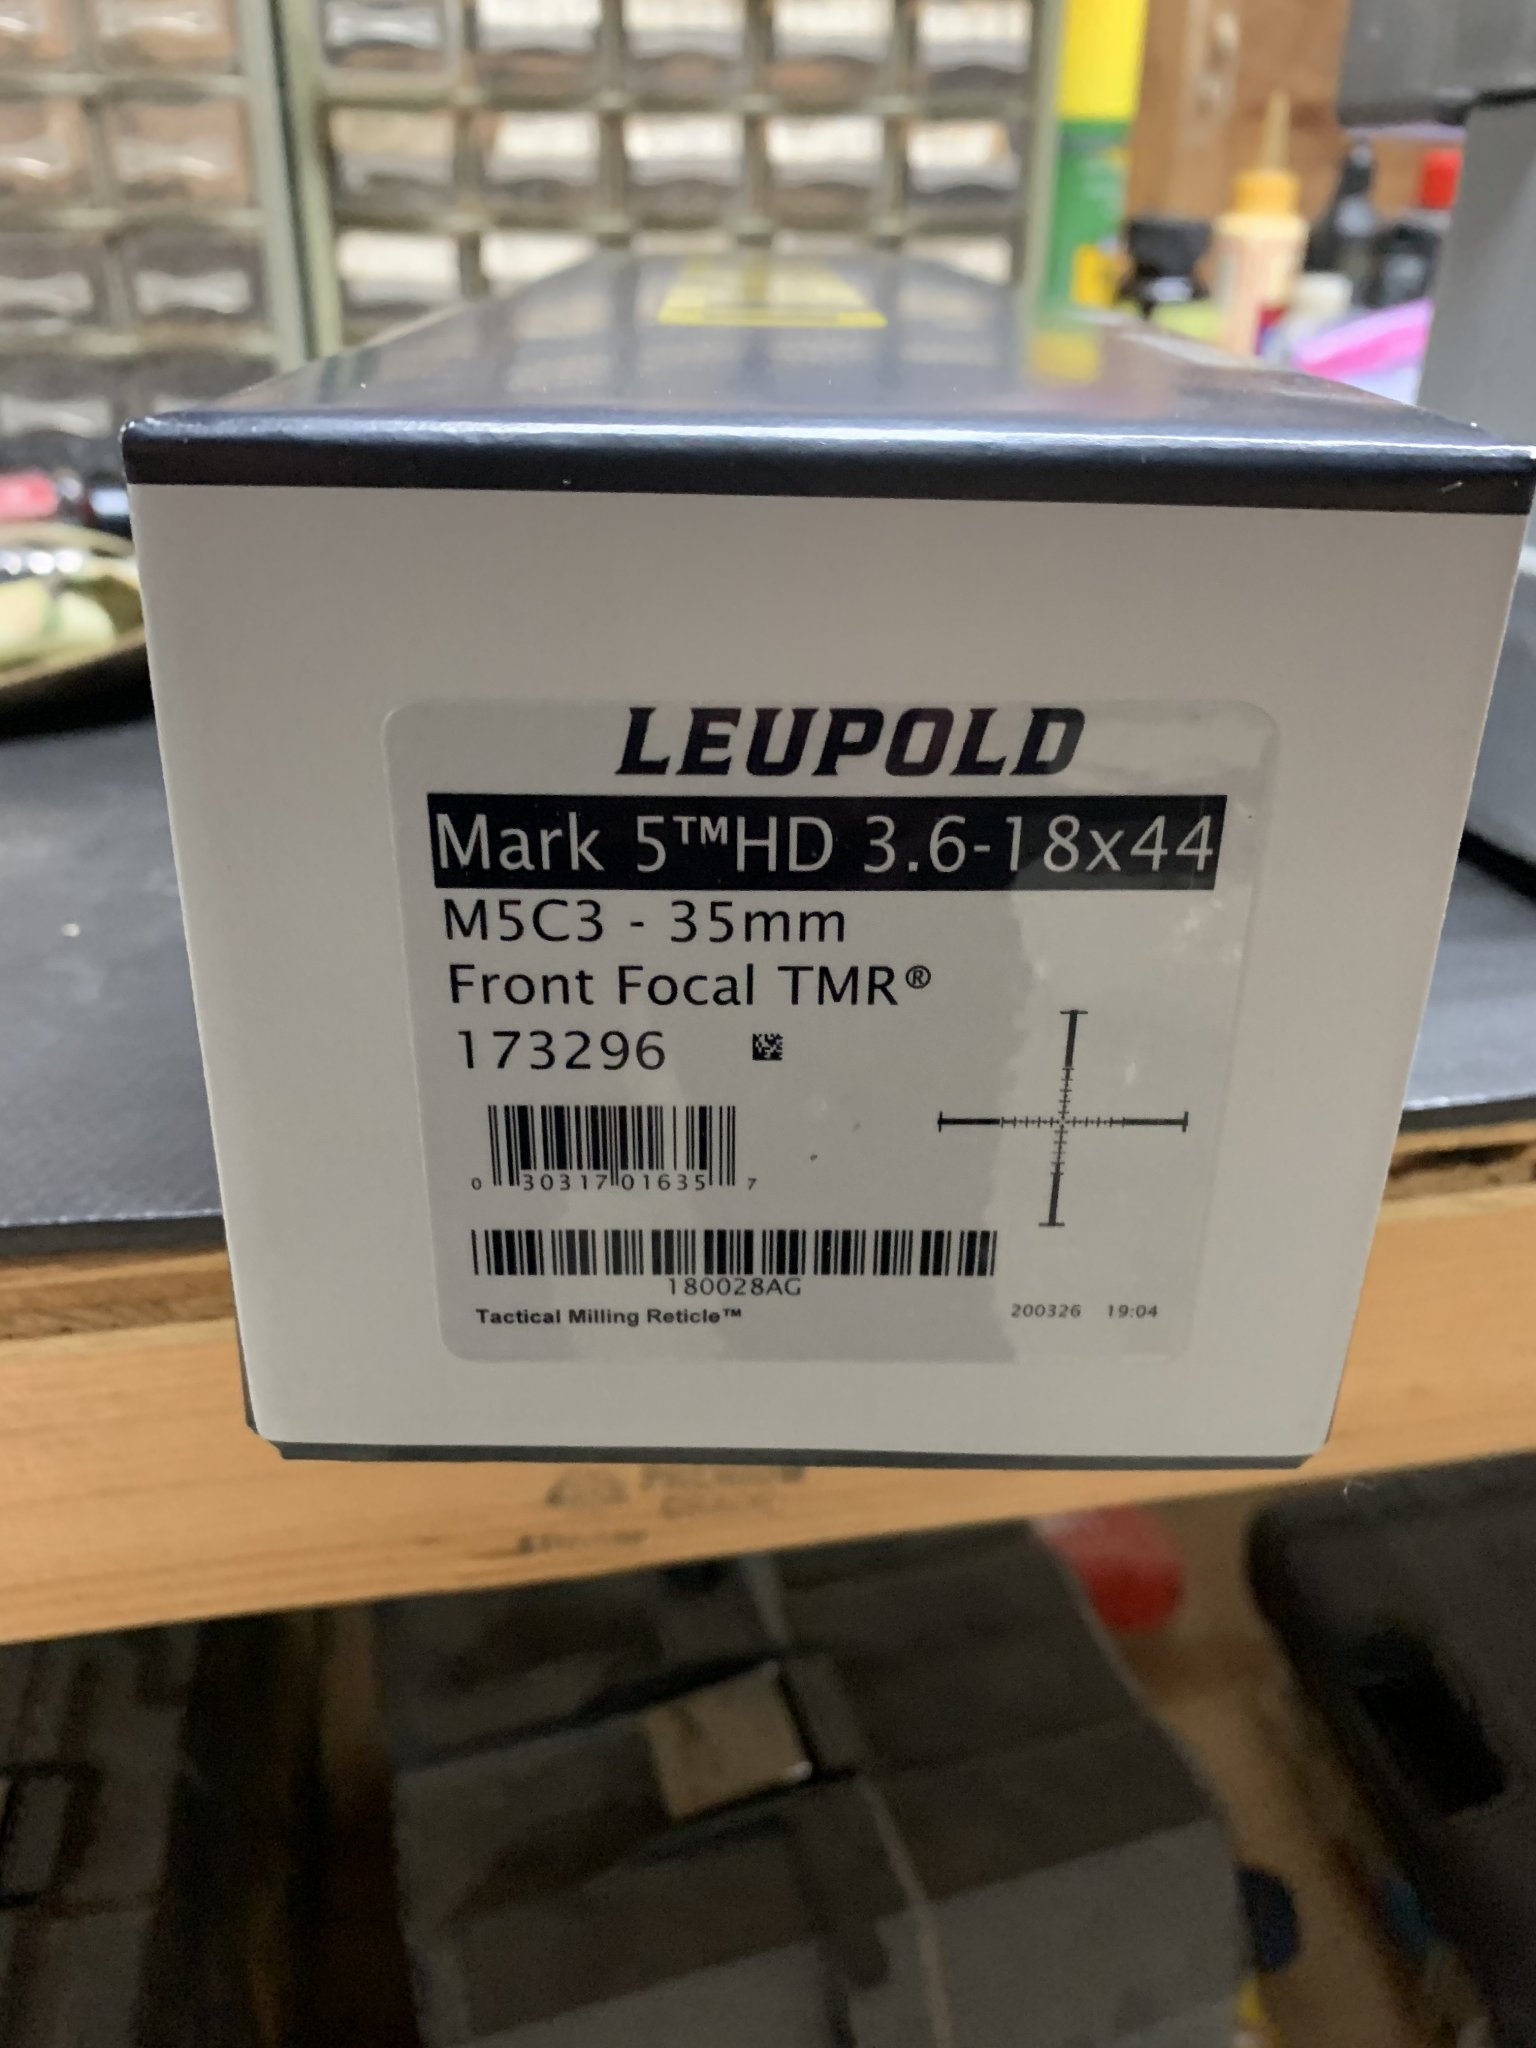 LEUPOLD
Mark 5™HD 3.6-18x44
M5C3 - 35mm
Front Focal TMR®
173296
0 30317 01635 7
180028AG
Tactical Milling Reticle™
200326 19:04
PREMIUM